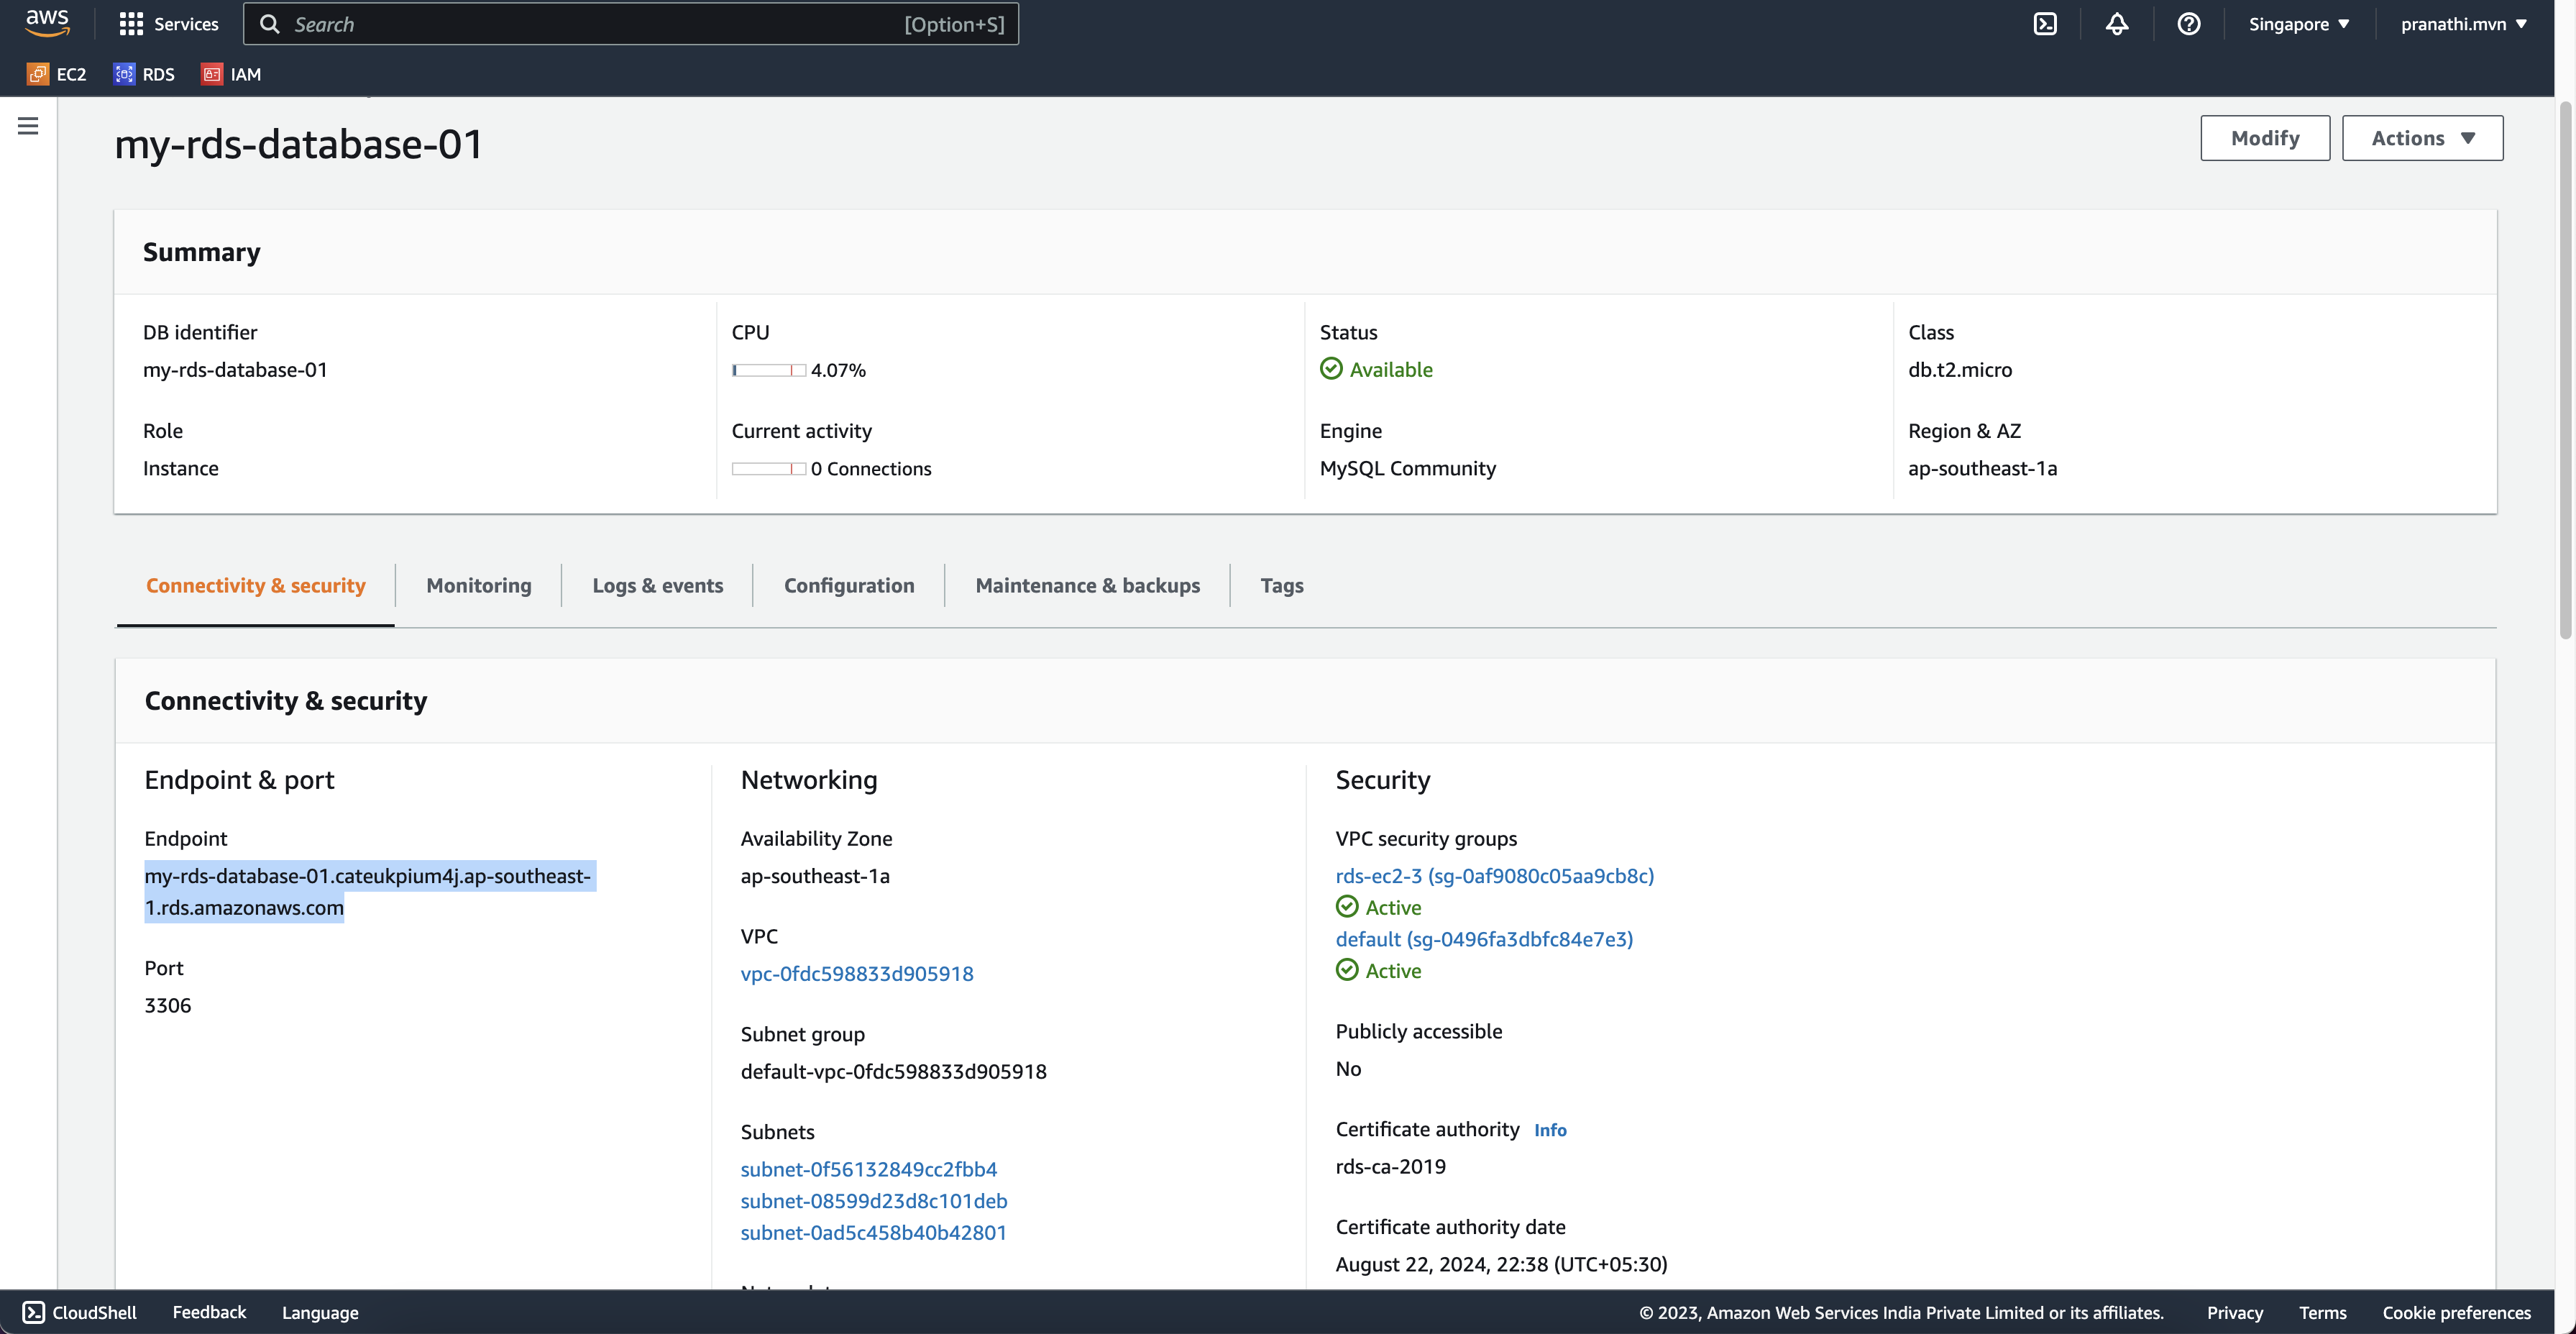 aws
Services
Search
[Option+S]
Singapore
pranathi.mvn
EC2
RDS
IAM
my-rds-database-01
Modify
Actions
Summary
DB identifier
my-rds-database-01
CPU
4.07%
Status
Available
Class
db.t2.micro
Role
Instance
Current activity
0 Connections
Engine
MySQL Community
Region & AZ
ap-southeast-1a
Connectivity & security
Monitoring
Logs & events
Configuration
Maintenance & backups
Tags
Connectivity & security
Endpoint & port
Endpoint
my-rds-database-01.cateukpium4j.ap-southeast-
1.rds.amazonaws.com
Port
3306
Networking
Availability Zone
ap-southeast-1a
VPC
vpc-0fdc598833d905918
Subnet group
default-vpc-0fdc598833d905918
Subnets
subnet-0f56132849cc2fbb4
subnet-08599d23d8c101deb
subnet-0ad5c458b40b42801
Security
VPC security groups
rds-ec2-3 (sg-0af9080c05aa9cb8c)
Active
default (sg-0496fa3dbfc84e7e3)
Active
Publicly accessible
No
Certificate authority Info
rds-ca-2019
Certificate authority date
August 22, 2024, 22:38 (UTC+05:30)
CloudShell
Feedback
Language
© 2023, Amazon Web Services India Private Limited or its affiliates.
Privacy
Terms
Cookie preferences